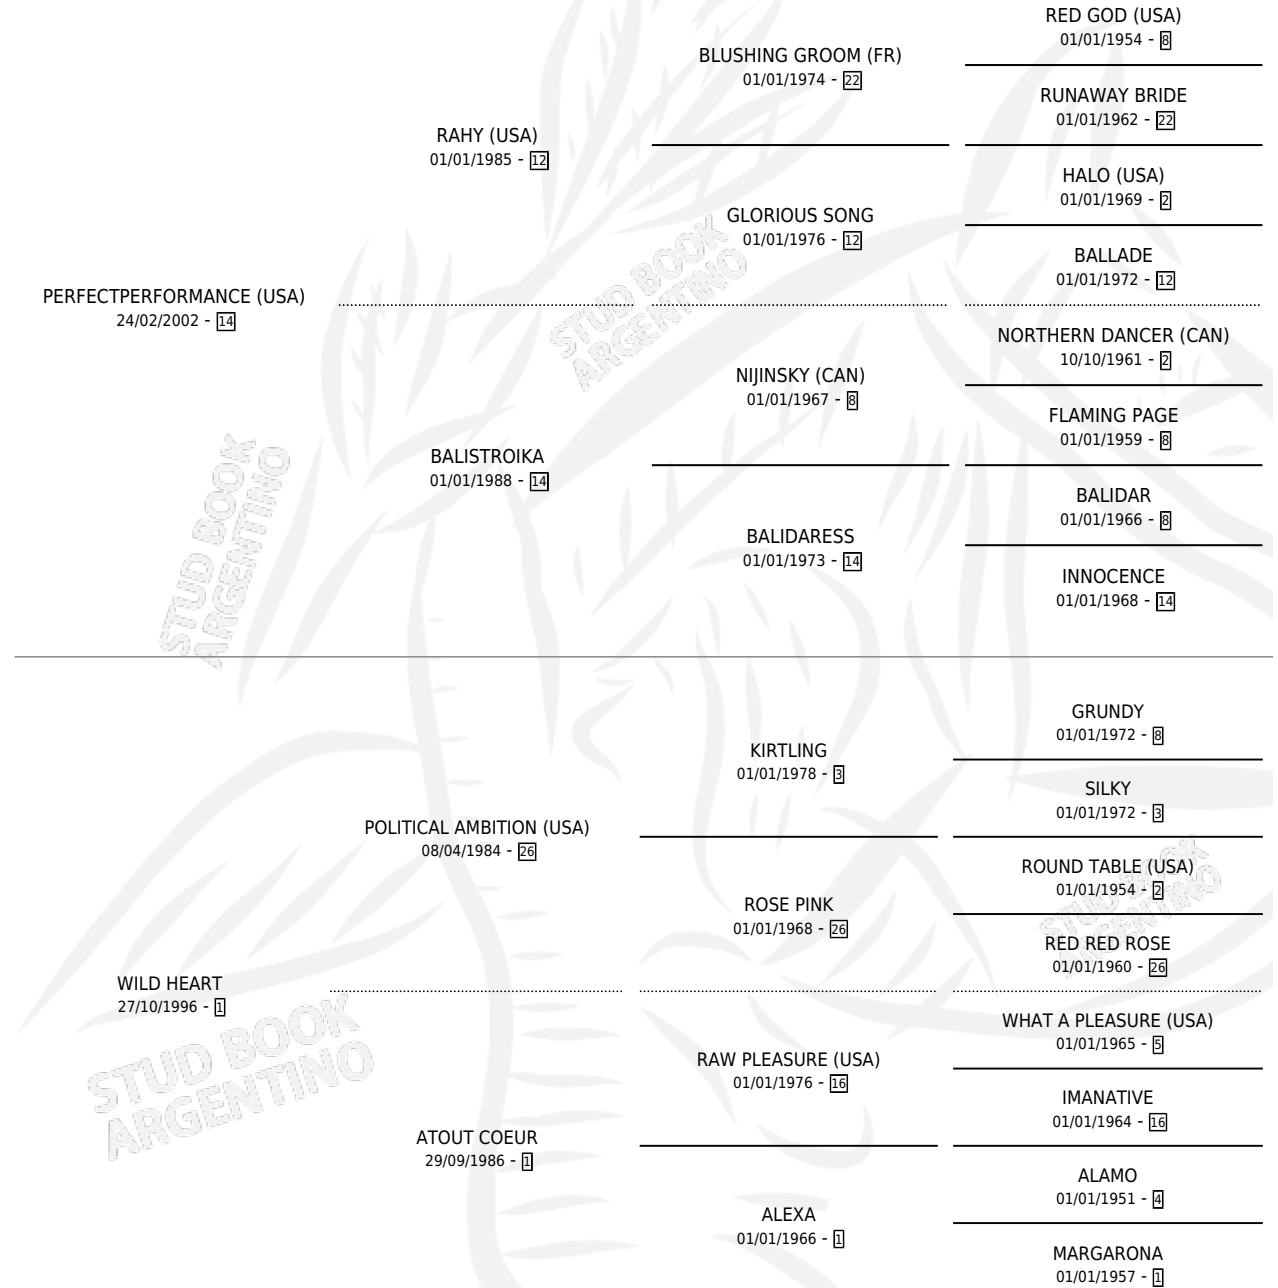 RED GOD (USA)
01/01/1954 - 8
BLUSHING GROOM (FR)
01/01/1974 - 22
RUNAWAY BRIDE
01/01/1962 - 22
RAHY (USA)
01/01/1985 - 12
HALO (USA)
01/01/1969 - 2
GLORIOUS SONG
01/01/1976 - 12
BALLADE
01/01/1972 - 12
PERFECTPERFORMANCE (USA)
24/02/2002 - 14
STUD BOOK
ARGENTINO
NORTHERN DANCER (CAN)
10/10/1961 - 2
NIJINSKY (CAN)
01/01/1967 - 8
FLAMING PAGE
01/01/1959 - 8
BALISTROIKA
01/01/1988 - 14
BALIDAR
01/01/1966 - 8
BALIDARESS
01/01/1973 - 14
INNOCENCE
01/01/1968 - 14
STUD BOOK
ARGENTINO
GRUNDY
01/01/1972 - 8
KIRTLING
01/01/1978 - 3
SILKY
01/01/1972 - 3
POLITICAL AMBITION (USA)
08/04/1984 - 26
ROUND TABLE (USA)
01/01/1954 - 2
ROSE PINK
01/01/1968 - 26
RED RED ROSE
01/01/1960 - 26
STUD BOOK
ARGENTINO
WILD HEART
27/10/1996 - 1
WHAT A PLEASURE (USA)
01/01/1965 - 5
RAW PLEASURE (USA)
01/01/1976 - 16
IMANATIVE
01/01/1964 - 16
STUD BOOK
ARGENTINO
ATOUT COEUR
29/09/1986 - 1
ALAMO
01/01/1951 - 4
ALEXA
01/01/1966 - 1
MARGARONA
01/01/1957 - 1